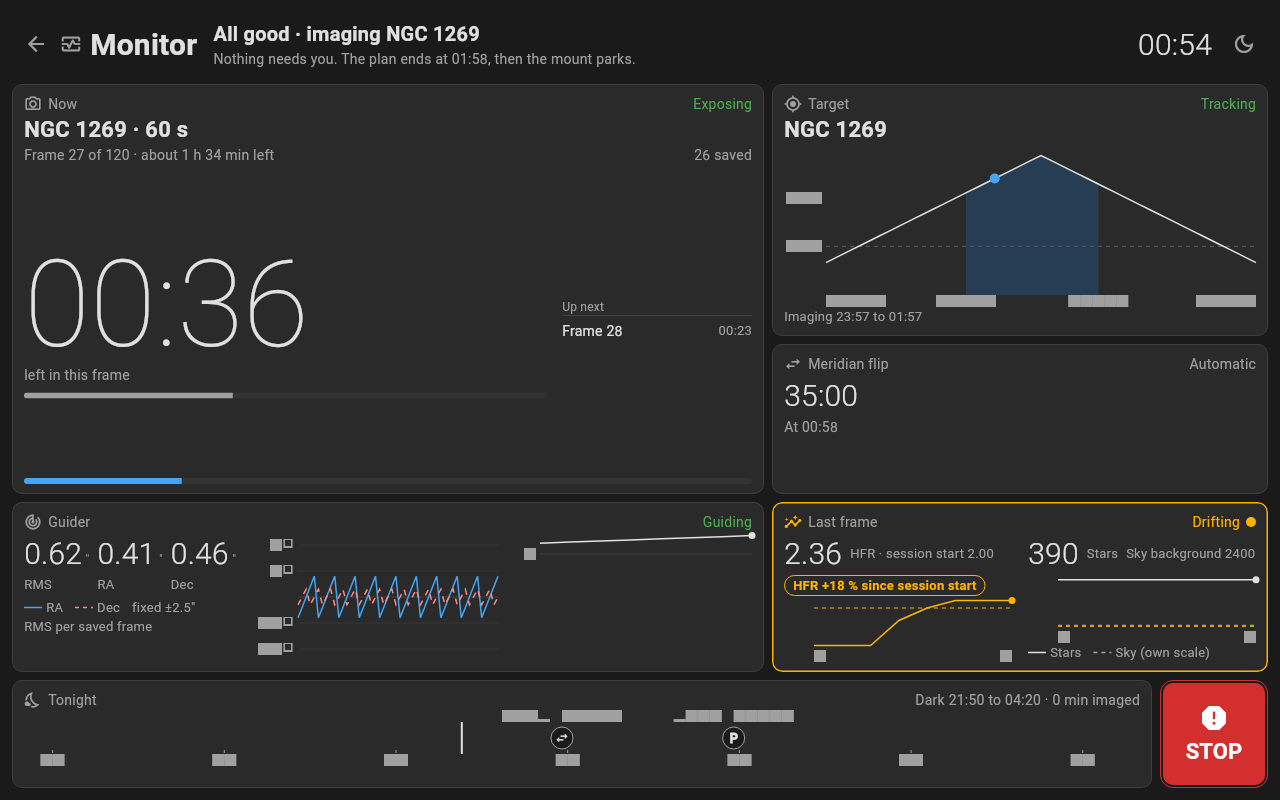 Monitor
All good · imaging NGC 1269
Nothing needs you. The plan ends at 01:58, then the mount parks.
00:54
Now
Exposing
NGC 1269 · 60 s
Frame 27 of 120 · about 1 h 34 min left
26 saved
00:36
left in this frame
Up next
Frame 28
00:23
Target
Tracking
NGC 1269
Imaging 23:57 to 01:57
Meridian flip
Automatic
35:00
At 00:58
Guider
Guiding
0.62" 0.41" 0.46"
RMS RA Dec
RA Dec fixed ±2.5"
RMS per saved frame
Last frame
Drifting
2.36 HFR · session start 2.00
HFR +18 % since session start
390 Stars Sky background 2400
Stars Sky (own scale)
Tonight
Dark 21:50 to 04:20 · 0 min imaged
P
STOP